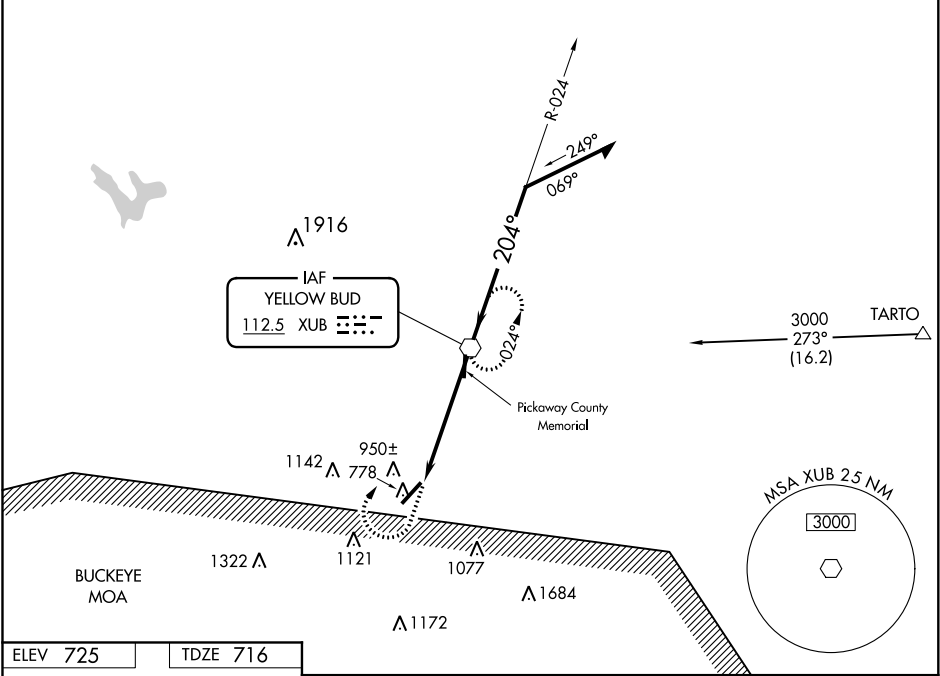 R-024
249°
069°
1916
204°
IAF
YELLOW BUD
112.5 XUB
024°
3000
273°
(16.2)
TARTO
Pickaway County
Memorial
1142
950±
778
MSA XUB 25 NM
3000
1322
1121
1077
BUCKEYE
MOA
1684
1172
ELEV 725
TDZE 716